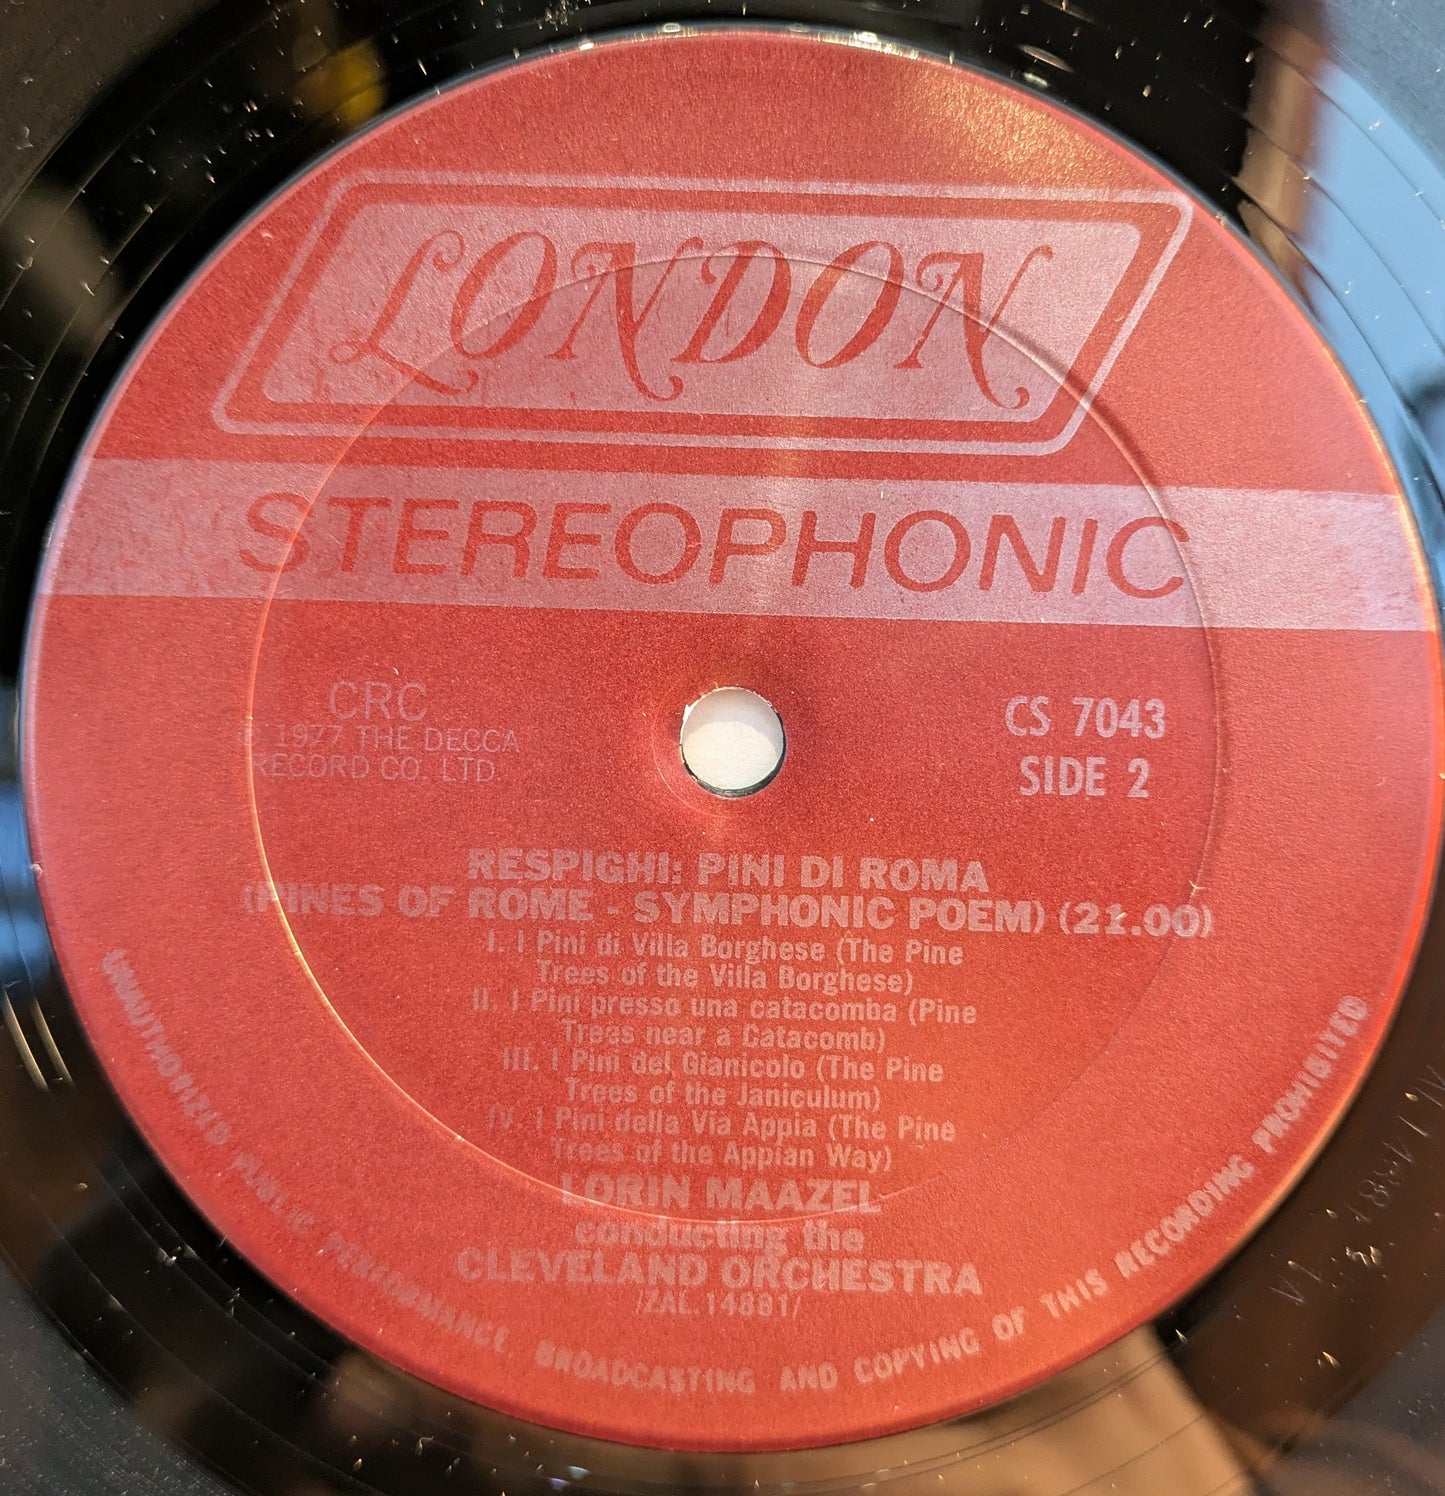 LONDON
STEREOPHONIC
CRC
℗ 1977 THE DECCA
RECORD CO. LTD.
CS 7043
SIDE 2
RESPIGHI: PINI DI ROMA
(PINES OF ROME - SYMPHONIC POEM) (21.00)
I. I Pini di Villa Borghese (The Pine
Trees of the Villa Borghese)
II. I Pini presso una catacomba (Pine
Trees near a Catacomb)
III. I Pini del Gianicolo (The Pine
Trees of the Janiculum)
IV. I Pini della Via Appia (The Pine
Trees of the Appian Way)
LORIN MAAZEL
conducting the
CLEVELAND ORCHESTRA
/ZAL.14881/
UNAUTHORIZED PUBLIC PERFORMANCE, BROADCASTING AND COPYING OF THIS RECORDING PROHIBITED